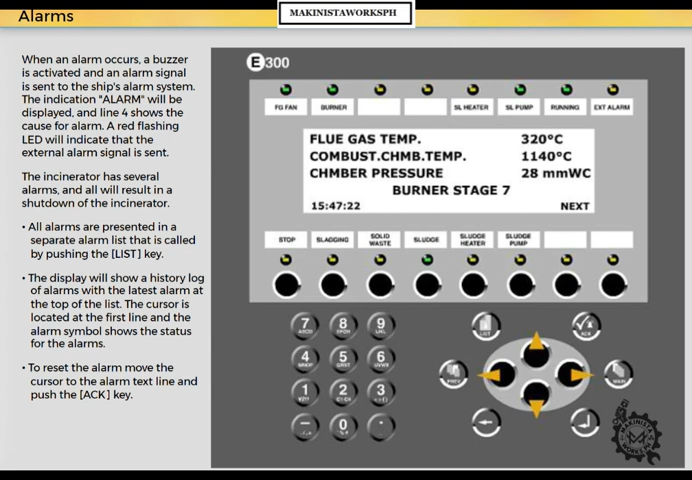 Alarms
MAKINISTAWORKSPH
When an alarm occurs, a buzzer
is activated and an alarm signal
is sent to the ship's alarm system.
The indication "ALARM" will be
displayed, and line 4 shows the
cause for alarm. A red flashing
LED will indicate that the
external alarm signal is sent.
The incinerator has several
alarms, and all will result in a
shutdown of the incinerator.
• All alarms are presented in a
separate alarm list that is called
by pushing the [LIST] key.
• The display will show a history log
of alarms with the latest alarm at
the top of the list. The cursor is
located at the first line and the
alarm symbol shows the status
for the alarms.
• To reset the alarm move the
cursor to the alarm text line and
push the [ACK] key.
E300
FG FAN BURNER SL HEATER SL PUMP RUNNING EXT ALARM
FLUE GAS TEMP. 320°C
COMBUST.CHMB.TEMP. 1140°C
CHMBER PRESSURE 28 mmWC
BURNER STAGE 7
15:47:22 NEXT
STOP SLAGGING SOLID WASTE SLUDGE SLUDGE HEATER SLUDGE PUMP
7 8 9
4 5 6
1 2 3
0
LIST ACK
PREV MAIN
MAKINISTA
WORKS PH